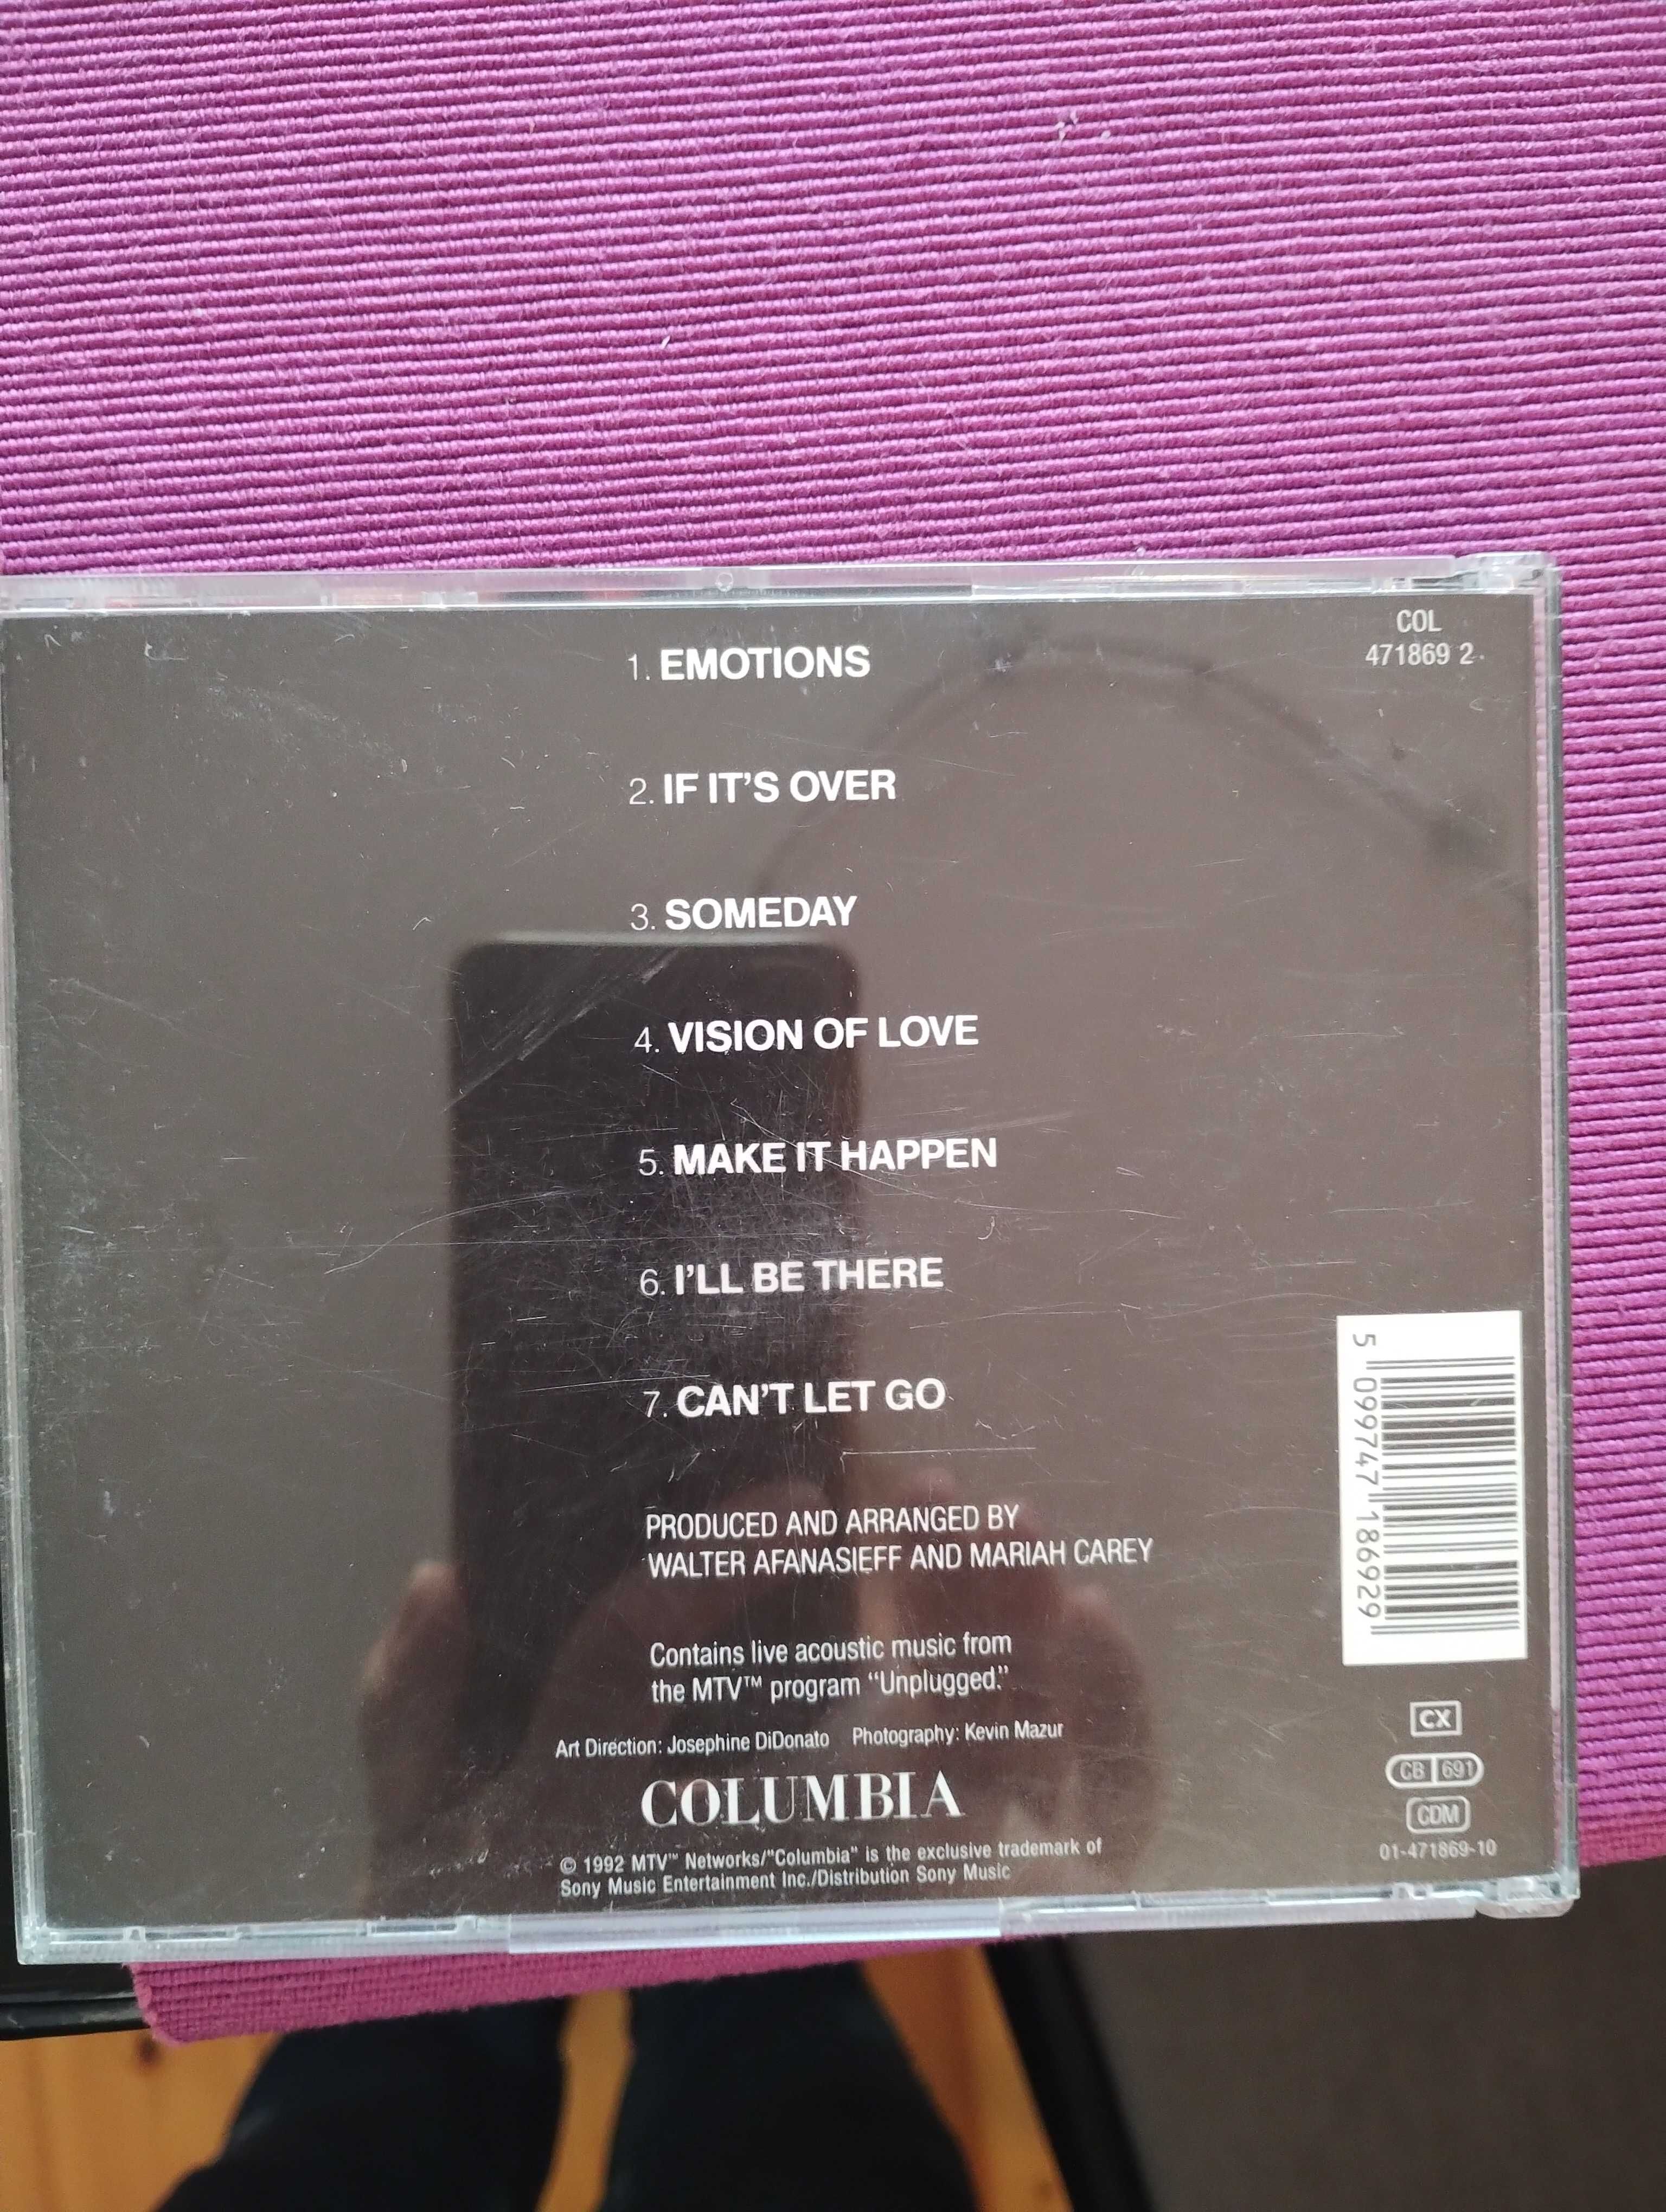 COL
471869 2
1. EMOTIONS
2. IF IT'S OVER
3. SOMEDAY
4. VISION OF LOVE
5. MAKE IT HAPPEN
6. I'LL BE THERE
7. CAN'T LET GO
PRODUCED AND ARRANGED BY
WALTER AFANASIEFF AND MARIAH CAREY
Contains live acoustic music from
the MTV™ program “Unplugged.”
Art Direction: Josephine DiDonato Photography: Kevin Mazur
COLUMBIA
© 1992 MTV™ Networks/"Columbia" is the exclusive trademark of
Sony Music Entertainment Inc./Distribution Sony Music
5 099747 186929
CX
CB 691
CDM
01-471869-10